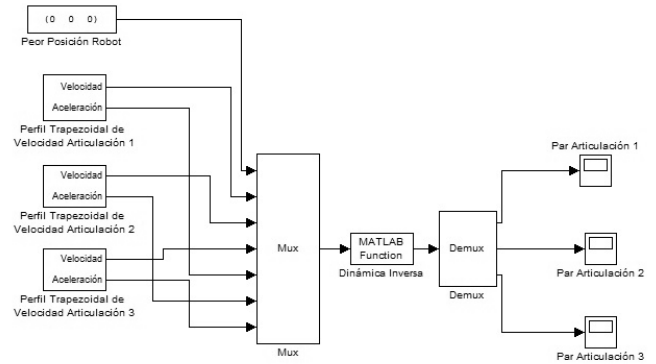 (0 0 0)
Peor Posición Robot
Velocidad
Aceleración
Perfil Trapezoidal de
Velocidad Articulación 1
Velocidad
Aceleración
Perfil Trapezoidal de
Velocidad Articulación 2
Velocidad
Aceleración
Perfil Trapezoidal de
Velocidad Articulación 3
Mux
Mux
MATLAB
Function
Dinámica Inversa
Demux
Demux
Par Articulación 1
Par Articulación 2
Par Articulación 3